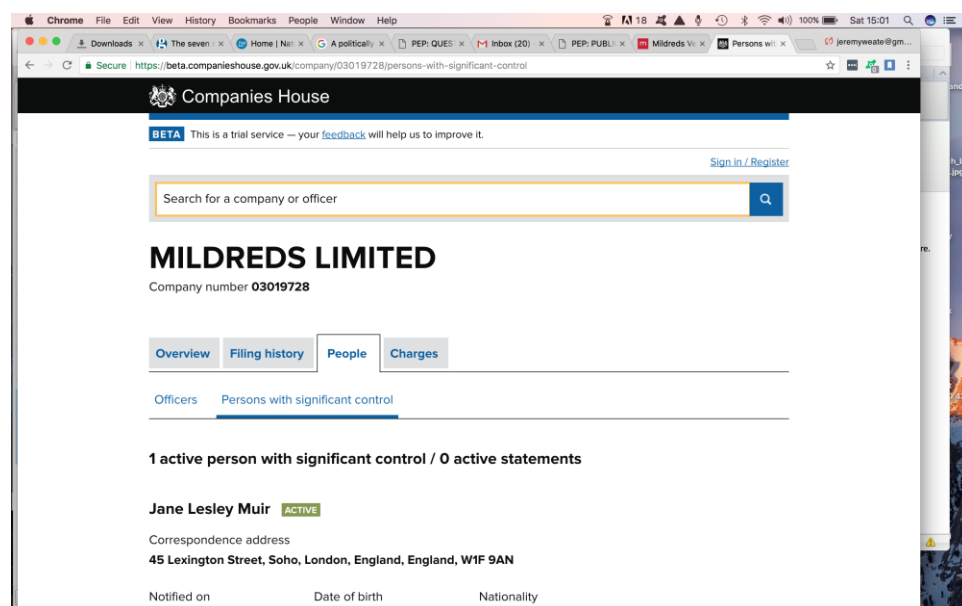 Chrome File Edit View History Bookmarks People Window Help 18 100% Sat 15:01
Downloads The seven Home | Nat A politically PEP: QUES Inbox (20) PEP: PUBL Mildreds Ve Persons wit jeremyweate@gm...
Secure https://beta.companieshouse.gov.uk/company/03019728/persons-with-significant-control
Companies House
BETA This is a trial service — your feedback will help us to improve it.
Sign in / Register
Search for a company or officer
MILDREDS LIMITED
Company number 03019728
Overview Filing history People Charges
Officers Persons with significant control
1 active person with significant control / 0 active statements
Jane Lesley Muir ACTIVE
Correspondence address
45 Lexington Street, Soho, London, England, England, W1F 9AN
Notified on Date of birth Nationality